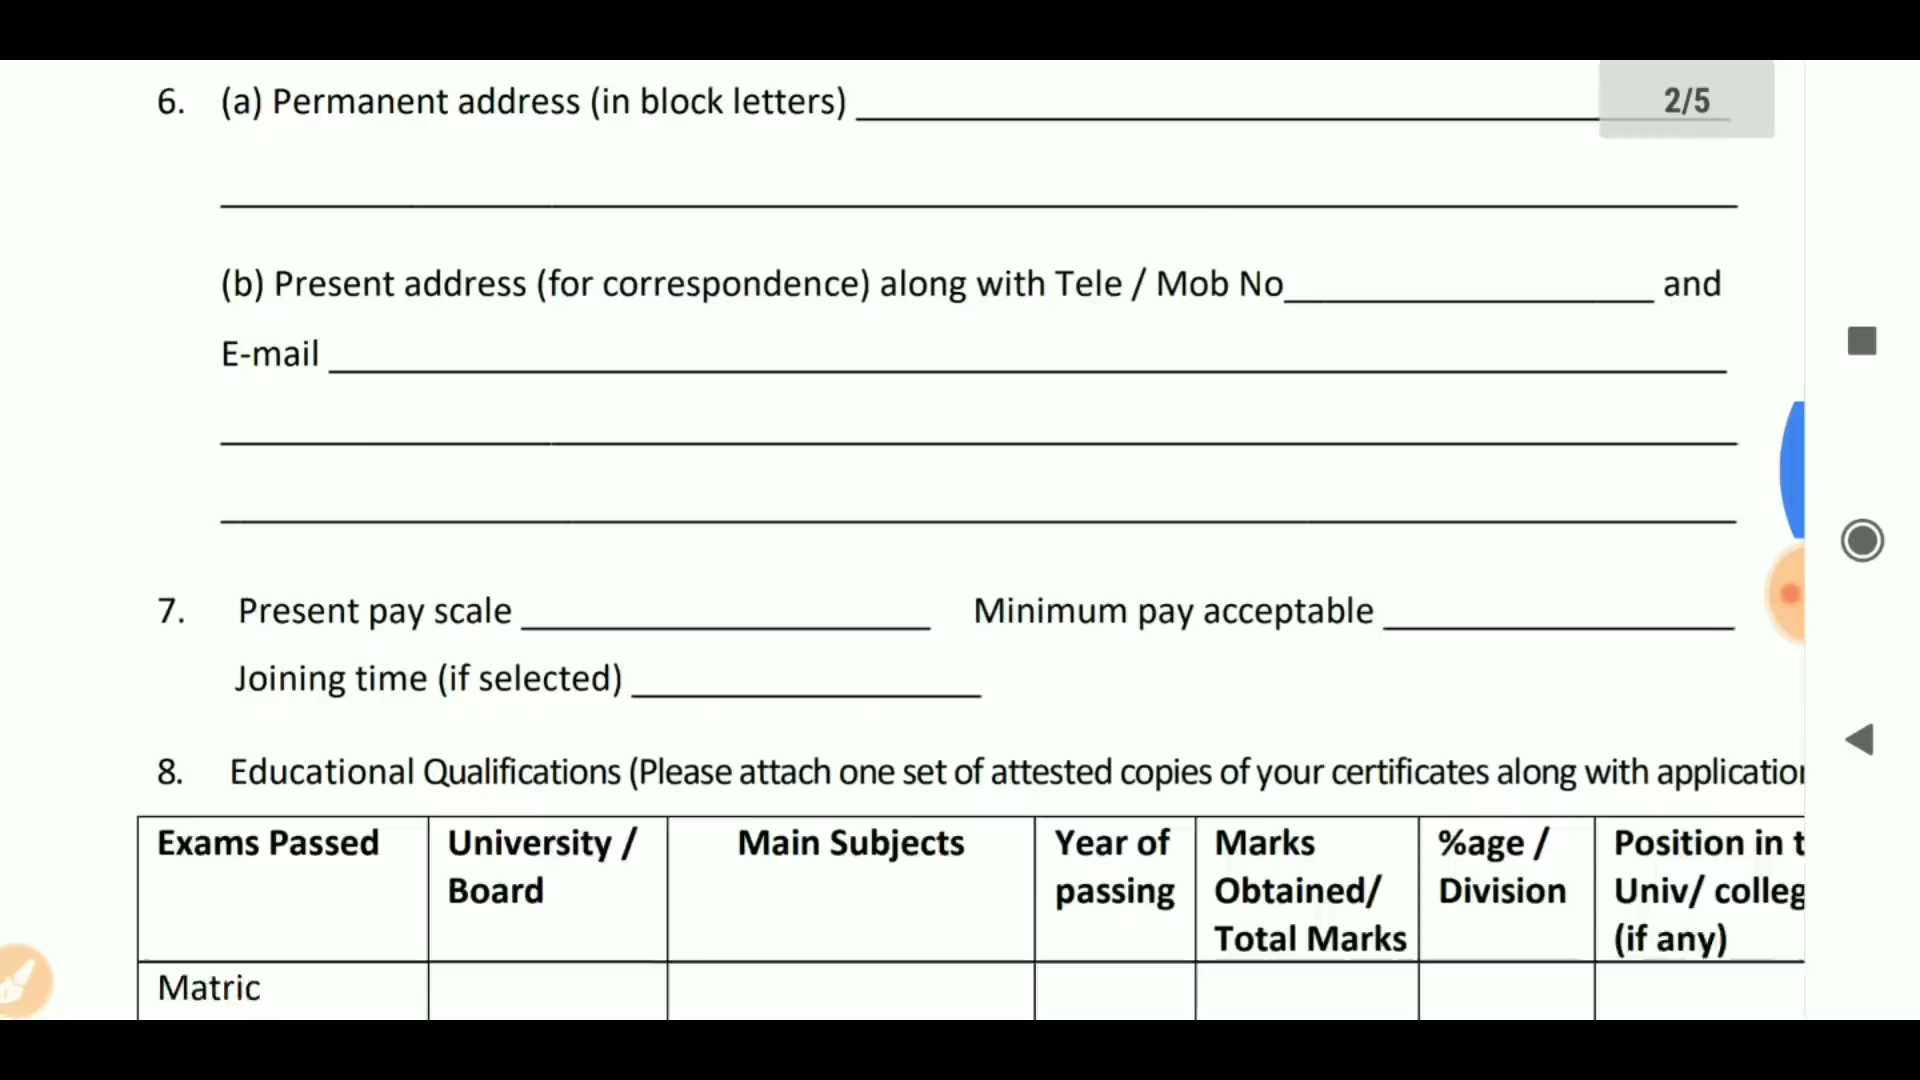 6. (a) Permanent address (in block letters)
2/5
(b) Present address (for correspondence) along with Tele / Mob No and
E-mail
7. Present pay scale Minimum pay acceptable
Joining time (if selected)
8. Educational Qualifications (Please attach one set of attested copies of your certificates along with
Exams Passed University / Main Subjects Year of Marks %age / Position in
Board passing Obtained/ Division Univ/
Total Marks (if any)
Matric